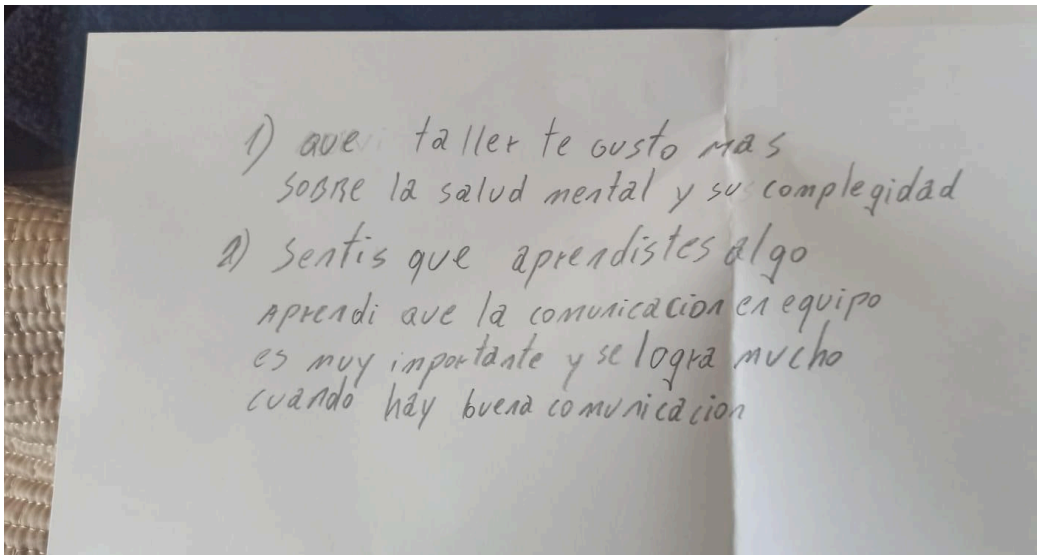 1) que taller te gusto mas
sobre la salud mental y su complegidad
2) sentis que aprendistes algo
Aprendi que la comunicacion en equipo
es muy importante y se logra mucho
cuando hay buena comunicacion